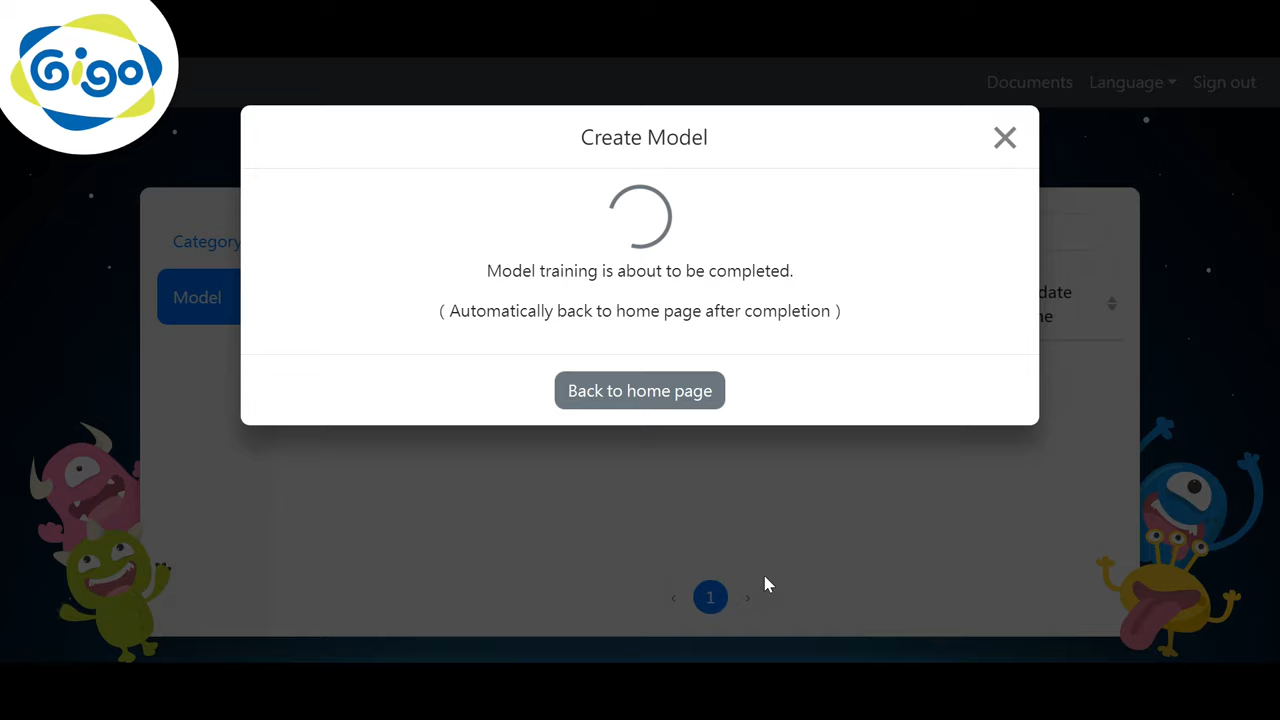 Gigo
Documents Language Sign out
Create Model
Category
Model training is about to be completed.
Model
date
( Automatically back to home page after completion )
ne
Back to home page
‹ 1 ›